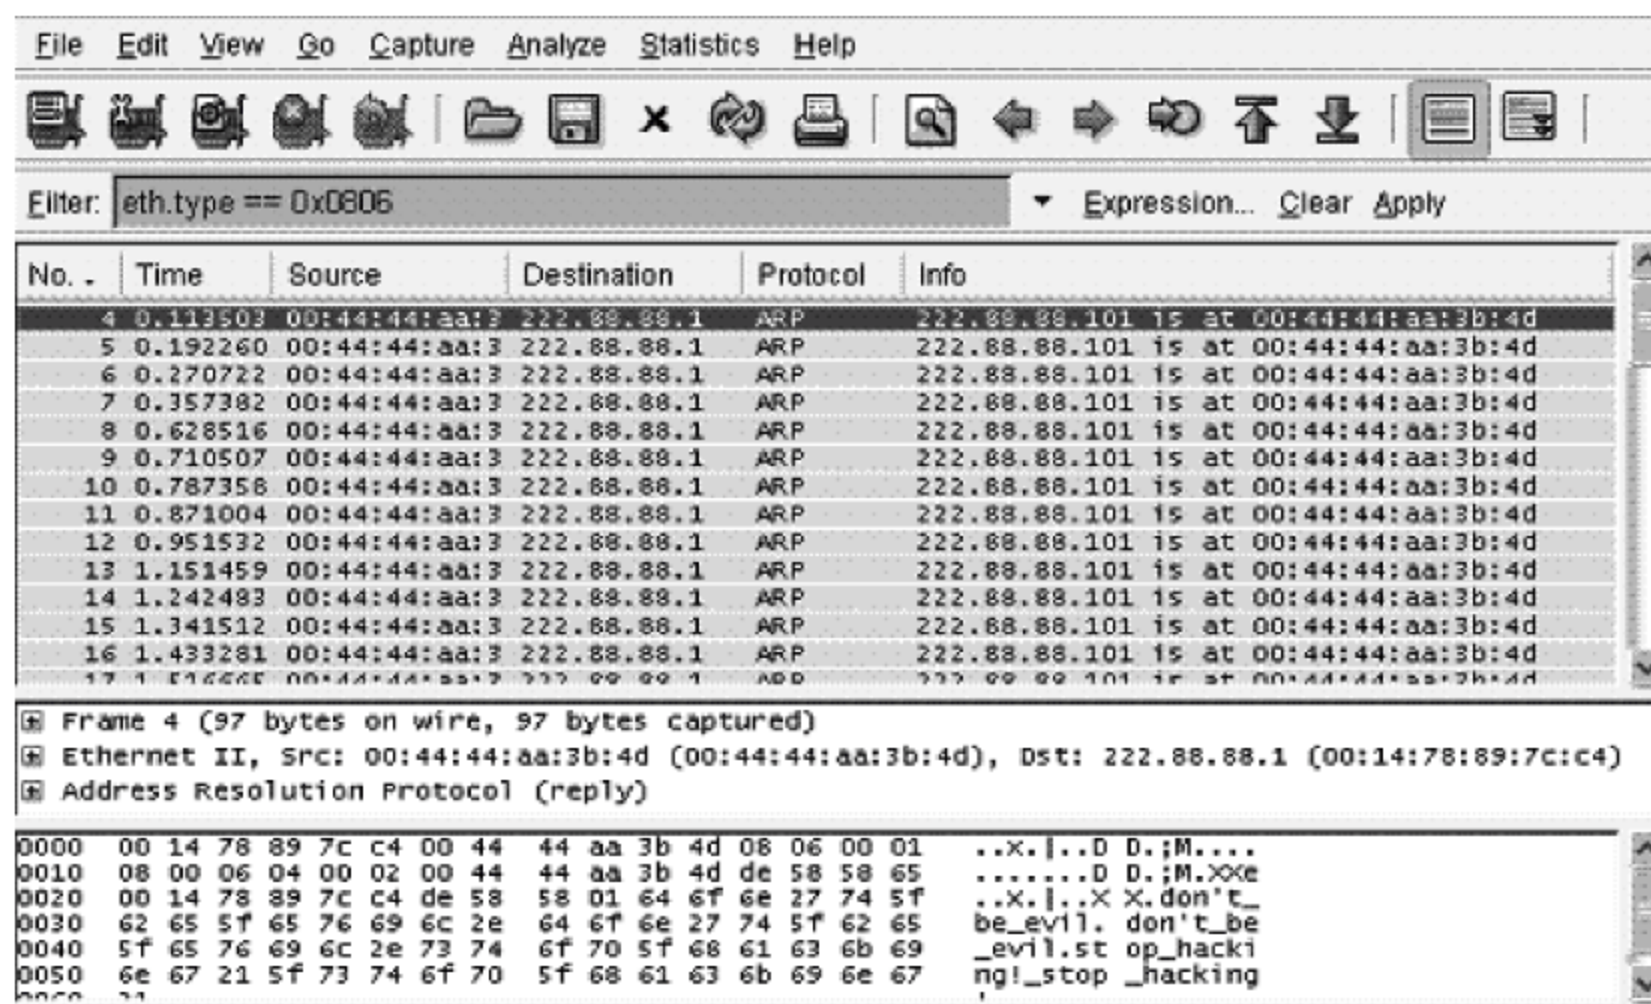 File Edit View Go Capture Analyze Statistics Help
Filter: eth.type == 0x0806 Expression... Clear Apply
No. . Time Source Destination Protocol Info
4 0.113503 00:44:44:aa:3 222.88.88.1 ARP 222.88.88.101 is at 00:44:44:aa:3b:4d
5 0.192260 00:44:44:aa:3 222.88.88.1 ARP 222.88.88.101 is at 00:44:44:aa:3b:4d
6 0.270722 00:44:44:aa:3 222.88.88.1 ARP 222.88.88.101 is at 00:44:44:aa:3b:4d
7 0.357382 00:44:44:aa:3 222.88.88.1 ARP 222.88.88.101 is at 00:44:44:aa:3b:4d
8 0.628516 00:44:44:aa:3 222.88.88.1 ARP 222.88.88.101 is at 00:44:44:aa:3b:4d
9 0.710507 00:44:44:aa:3 222.88.88.1 ARP 222.88.88.101 is at 00:44:44:aa:3b:4d
10 0.787358 00:44:44:aa:3 222.88.88.1 ARP 222.88.88.101 is at 00:44:44:aa:3b:4d
11 0.871004 00:44:44:aa:3 222.88.88.1 ARP 222.88.88.101 is at 00:44:44:aa:3b:4d
12 0.951532 00:44:44:aa:3 222.88.88.1 ARP 222.88.88.101 is at 00:44:44:aa:3b:4d
13 1.151459 00:44:44:aa:3 222.88.88.1 ARP 222.88.88.101 is at 00:44:44:aa:3b:4d
14 1.242493 00:44:44:aa:3 222.88.88.1 ARP 222.88.88.101 is at 00:44:44:aa:3b:4d
15 1.341512 00:44:44:aa:3 222.88.88.1 ARP 222.88.88.101 is at 00:44:44:aa:3b:4d
16 1.433281 00:44:44:aa:3 222.88.88.1 ARP 222.88.88.101 is at 00:44:44:aa:3b:4d
Frame 4 (97 bytes on wire, 97 bytes captured)
Ethernet II, Src: 00:44:44:aa:3b:4d (00:44:44:aa:3b:4d), Dst: 222.88.88.1 (00:14:78:89:7c:c4)
Address Resolution Protocol (reply)
0000 00 14 78 89 7c c4 00 44 44 aa 3b 4d 08 06 00 01 ..x.|..D D.;M....
0010 08 00 06 04 00 02 00 44 44 aa 3b 4d de 58 58 65 .......D D.;M.XXe
0020 00 14 78 89 7c c4 de 58 58 01 64 6f 6e 27 74 5f ..x.|..X X.don't_
0030 62 65 5f 65 76 69 6c 2e 64 6f 6e 27 74 5f 62 65 be_evil. don't_be
0040 5f 65 76 69 6c 2e 73 74 6f 70 5f 68 61 63 6b 69 _evil.st op_hacki
0050 6e 67 21 5f 73 74 6f 70 5f 68 61 63 6b 69 6e 67 ng!_stop _hacking